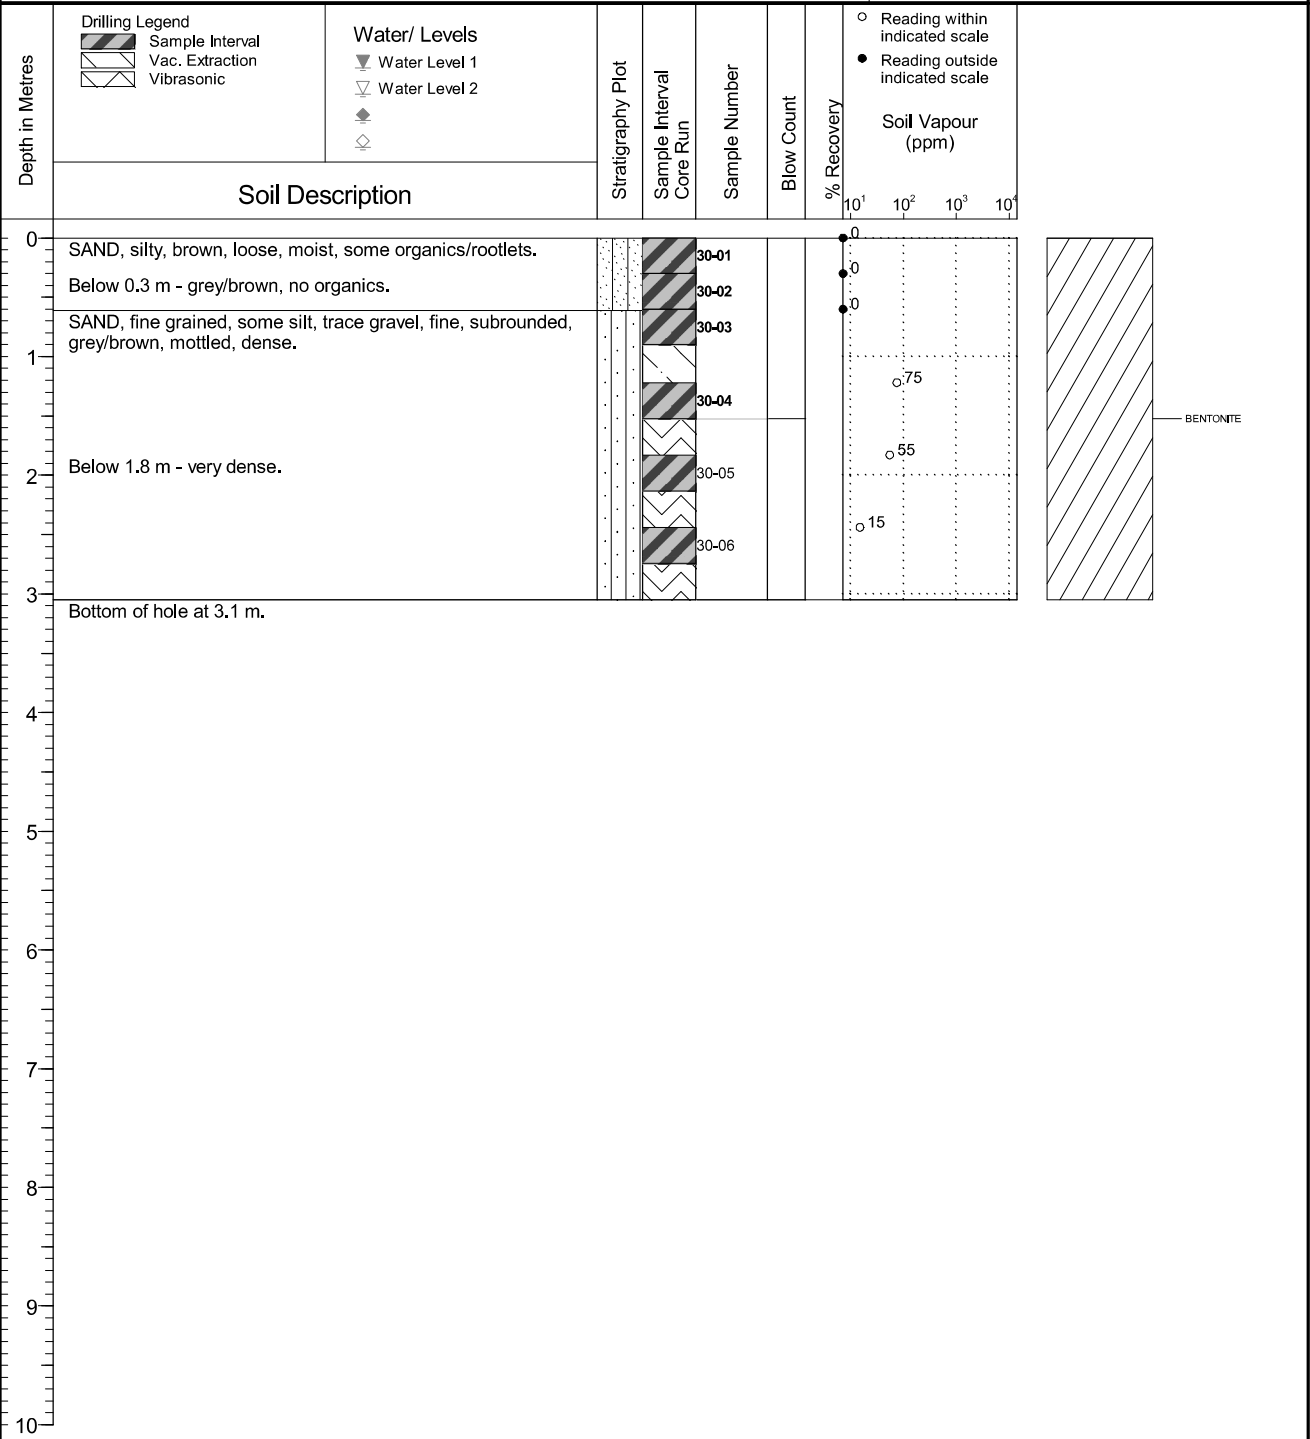 Depth in Metres
Drilling Legend
Sample Interval
Vac. Extraction
Vibrasonic
Water/ Levels
Water Level 1
Water Level 2
Soil Description
Stratigraphy Plot
Sample Interval
Core Run
Sample Number
Blow Count
% Recovery
Reading within
indicated scale
Reading outside
indicated scale
Soil Vapour
(ppm)
10¹ 10² 10³ 10⁴
0
SAND, silty, brown, loose, moist, some organics/rootlets.
30-01
0
Below 0.3 m - grey/brown, no organics.
30-02
0
0
SAND, fine grained, some silt, trace gravel, fine, subrounded,
grey/brown, mottled, dense.
30-03
1
75
30-04
BENTONITE
55
Below 1.8 m - very dense.
2
30-05
15
30-06
3
Bottom of hole at 3.1 m.
4
5
6
7
8
9
10